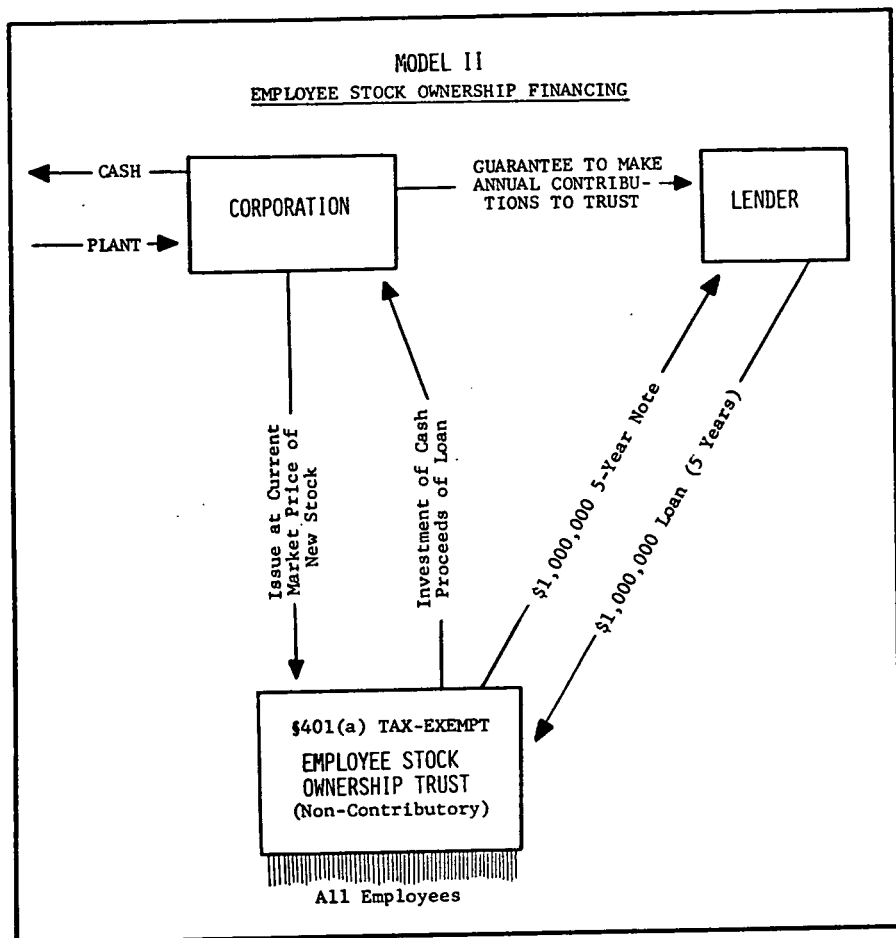 MODEL II
EMPLOYEE STOCK OWNERSHIP FINANCING
CASH
PLANT
CORPORATION
GUARANTEE TO MAKE
ANNUAL CONTRIBU-
TIONS TO TRUST
LENDER
Issue at Current
Market Price of
New Stock
Investment of Cash
Proceeds of Loan
$1,000,000 5-Year Note
$1,000,000 Loan (5 Years)
§401(a) TAX-EXEMPT
EMPLOYEE STOCK
OWNERSHIP TRUST
(Non-Contributory)
All Employees